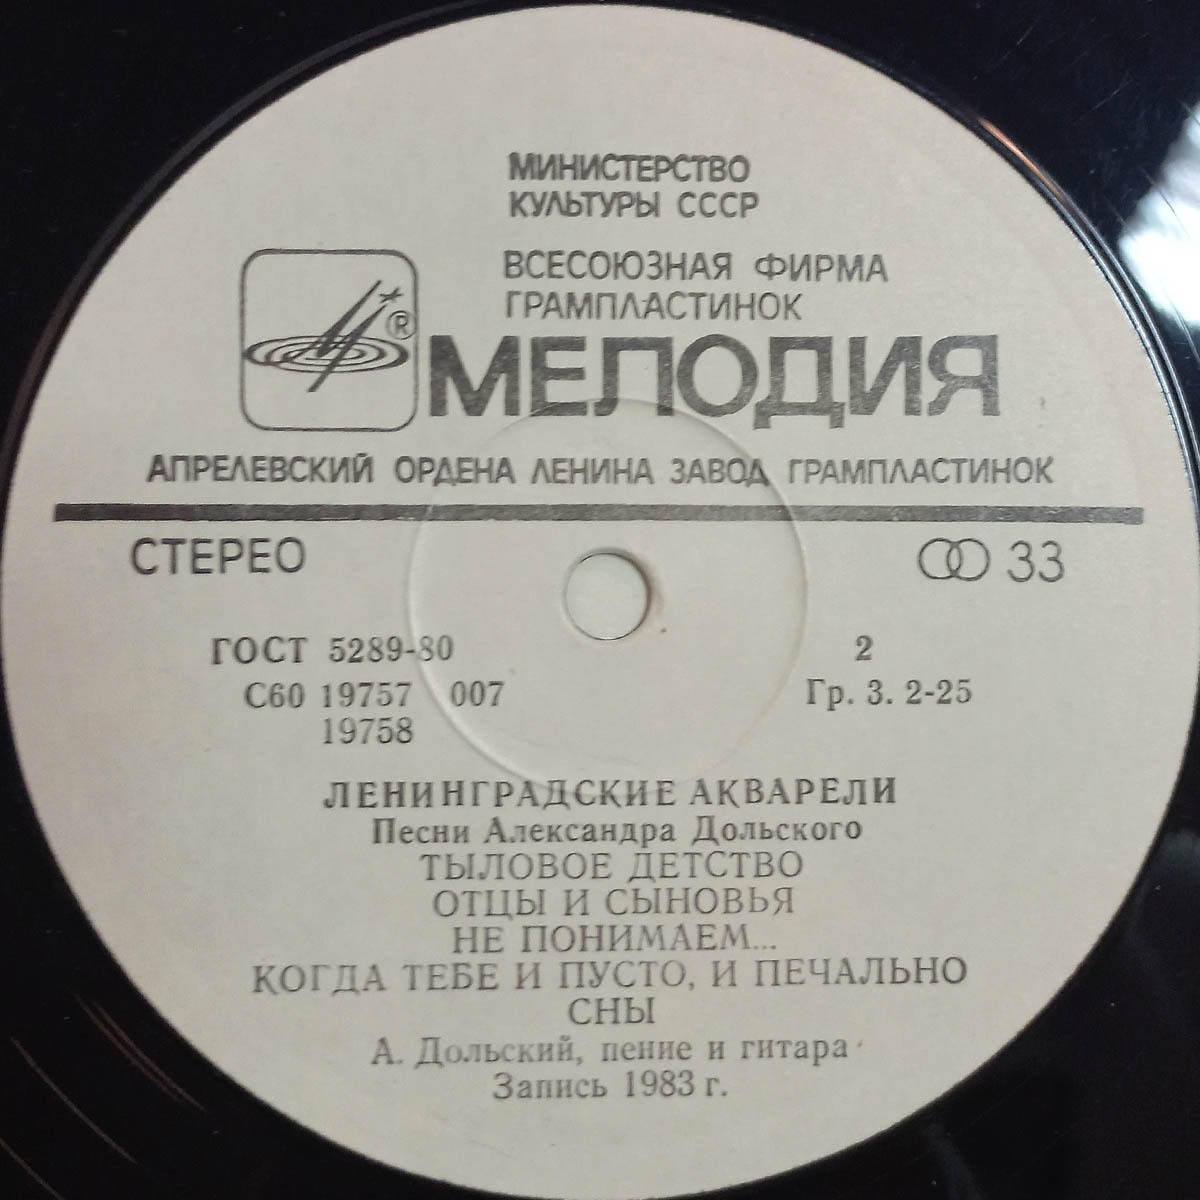 МИНИСТЕРСТВО
КУЛЬТУРЫ СССР
ВСЕСОЮЗНАЯ ФИРМА
ГРАМПЛАСТИНОК
®
МЕЛОДИЯ
АПРЕЛЕВСКИЙ ОРДЕНА ЛЕНИНА ЗАВОД ГРАМПЛАСТИНОК
СТЕРЕО 33
ГОСТ 5289-80 2
С60 19757 007 Гр. 3. 2-25
19758
ЛЕНИНГРАДСКИЕ АКВАРЕЛИ
Песни Александра Дольского
ТЫЛОВОЕ ДЕТСТВО
ОТЦЫ И СЫНОВЬЯ
НЕ ПОНИМАЕМ...
КОГДА ТЕБЕ И ПУСТО, И ПЕЧАЛЬНО
СНЫ
А. Дольский, пение и гитара
Запись 1983 г.